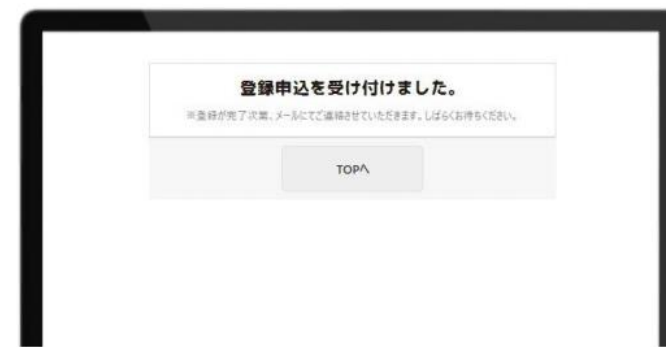 登録申込を受け付けました。
※登録が完了次第、メールにてご連絡させていただきます。しばらくお待ちください。
TOPへ